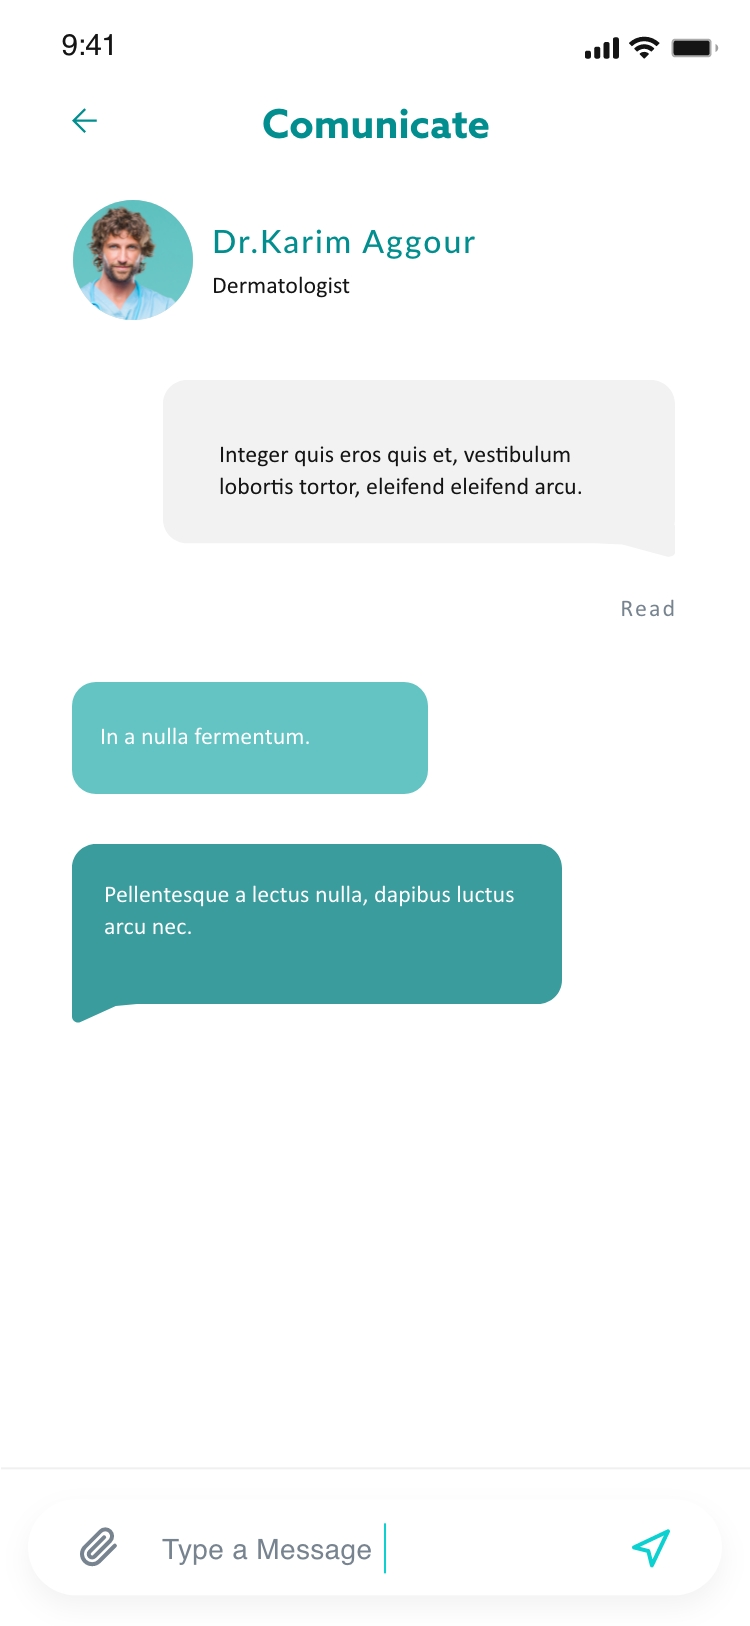 9:41
Comunicate
Dr.Karim Aggour
Dermatologist
Integer quis eros quis et, vestibulum
lobortis tortor, eleifend eleifend arcu.
Read
In a nulla fermentum.
Pellentesque a lectus nulla, dapibus luctus
arcu nec.
Type a Message